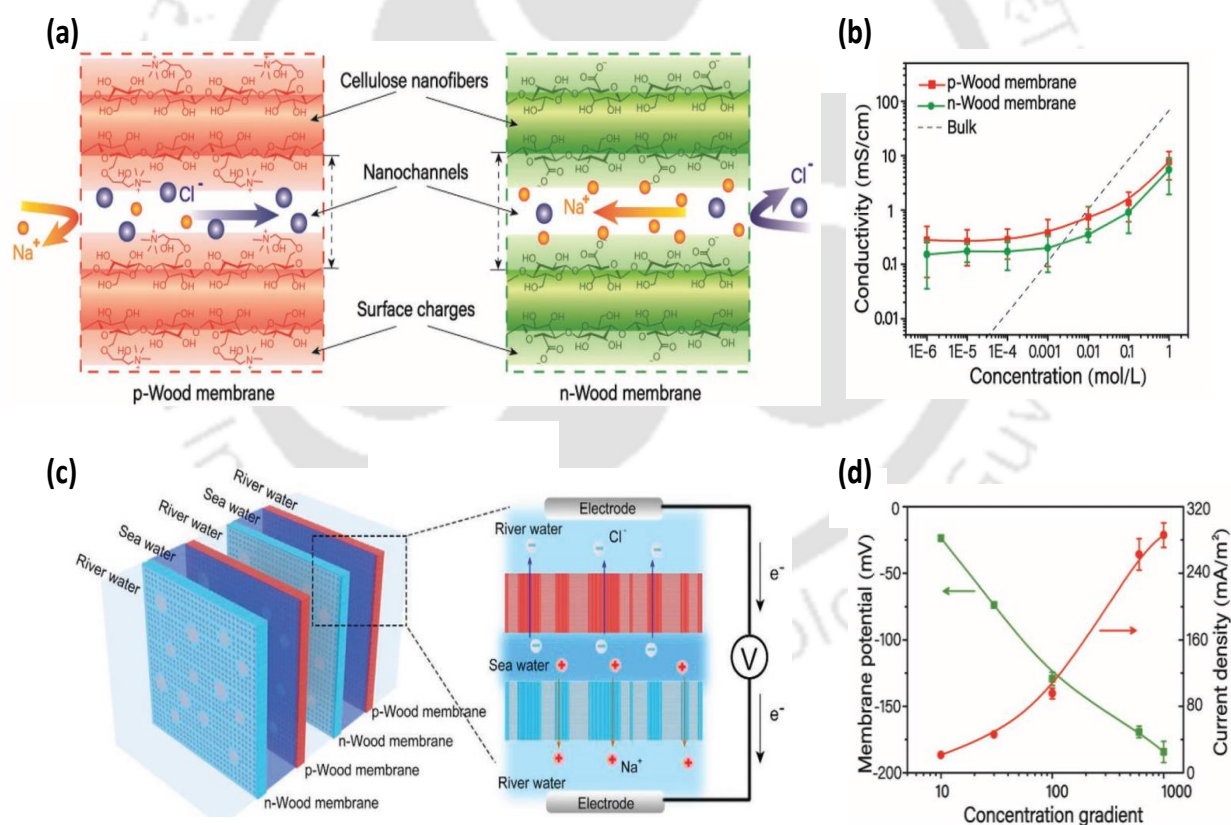 (a)
Cellulose nanofibers
Nanochannels
Surface charges
Cl⁻
Na⁺
p-Wood membrane
Na⁺
Cl⁻
n-Wood membrane
(b)
Conductivity (mS/cm)
100
10
1
0.1
0.01
p-Wood membrane
n-Wood membrane
Bulk
1E-6 1E-5 1E-4 0.001 0.01 0.1 1
Concentration (mol/L)
(c)
River water
Sea water
River water
Sea water
River water
p-Wood membrane
n-Wood membrane
p-Wood membrane
n-Wood membrane
Electrode
River water
Cl⁻
Sea water
Na⁺
River water
Electrode
e⁻
V
e⁻
(d)
Membrane potential (mV)
0
-50
-100
-150
-200
10 100 1000
Concentration gradient
320
240
160
80
0
Current density (mA/m²)